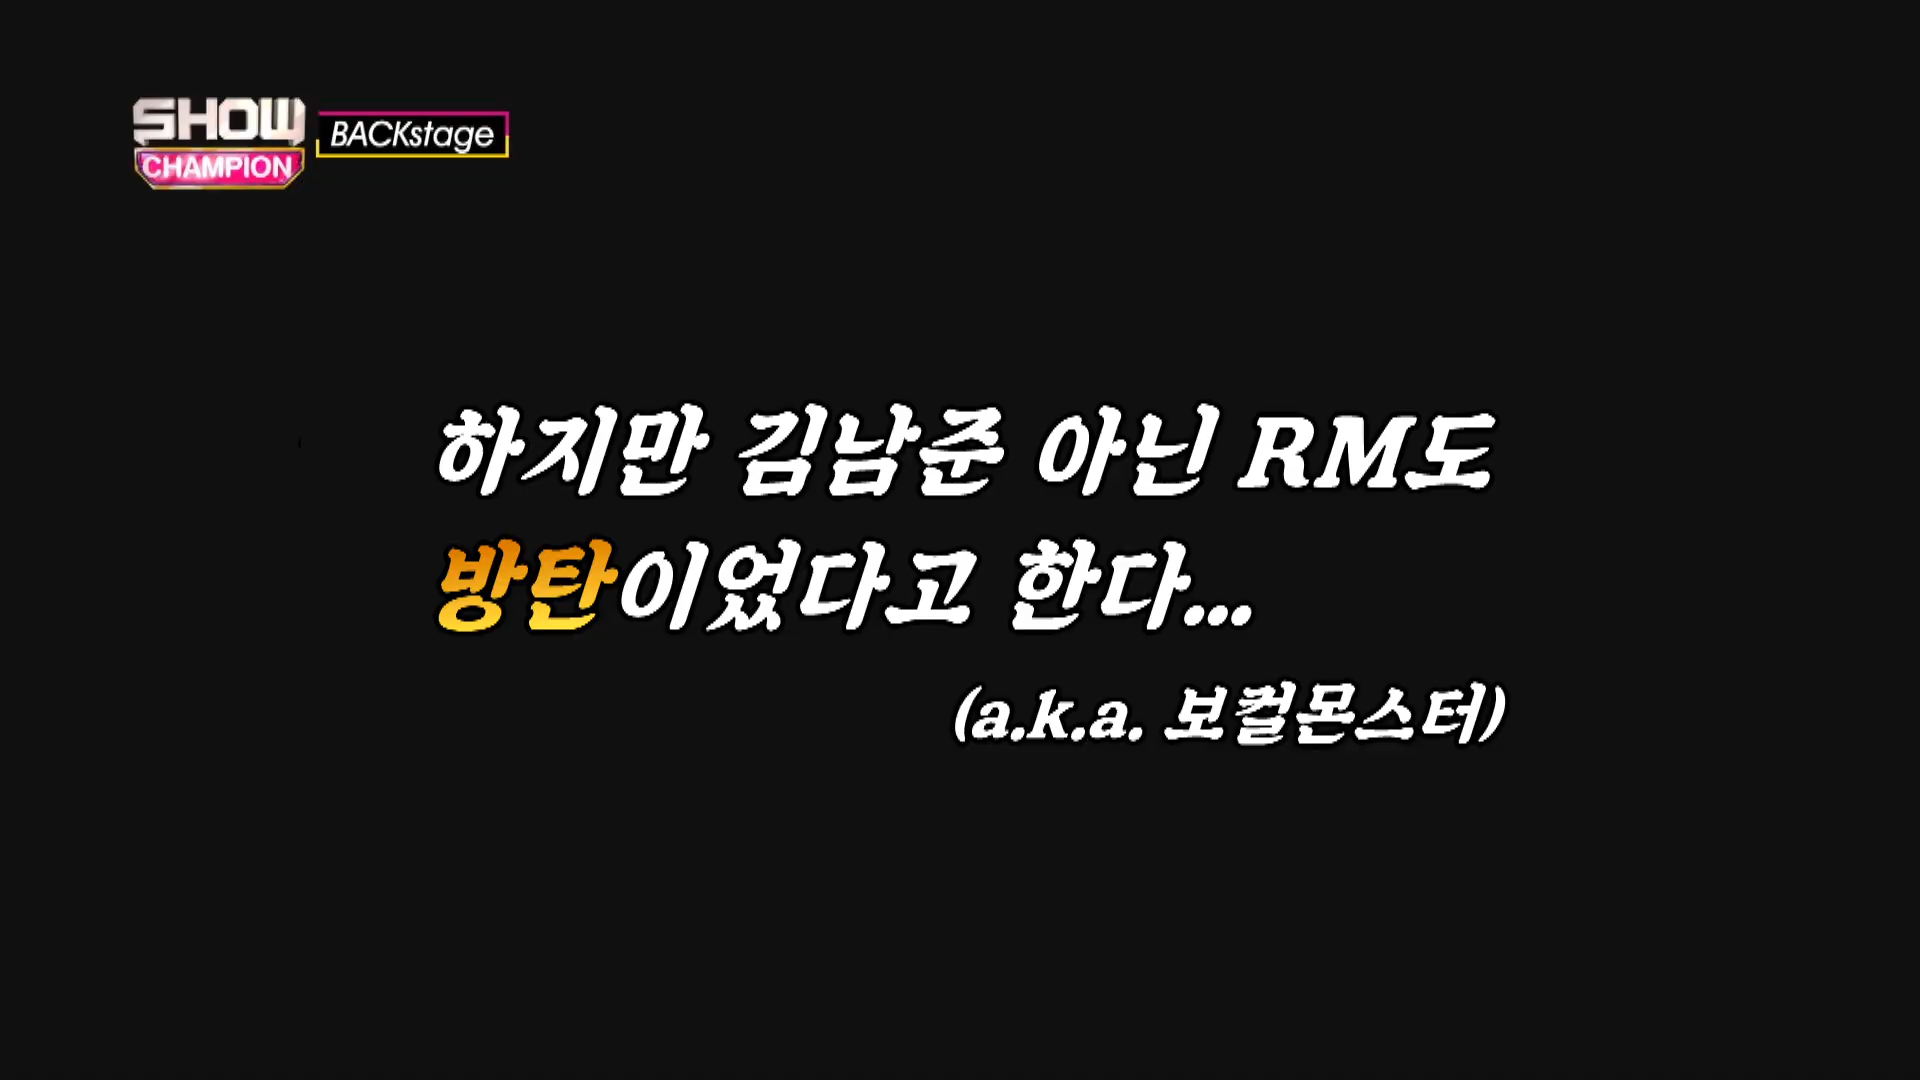 SHOW
CHAMPION
BACKstage
하지만 김남준 아닌 RM도
방탄이었다고 한다...
(a.k.a. 보컬몬스터)